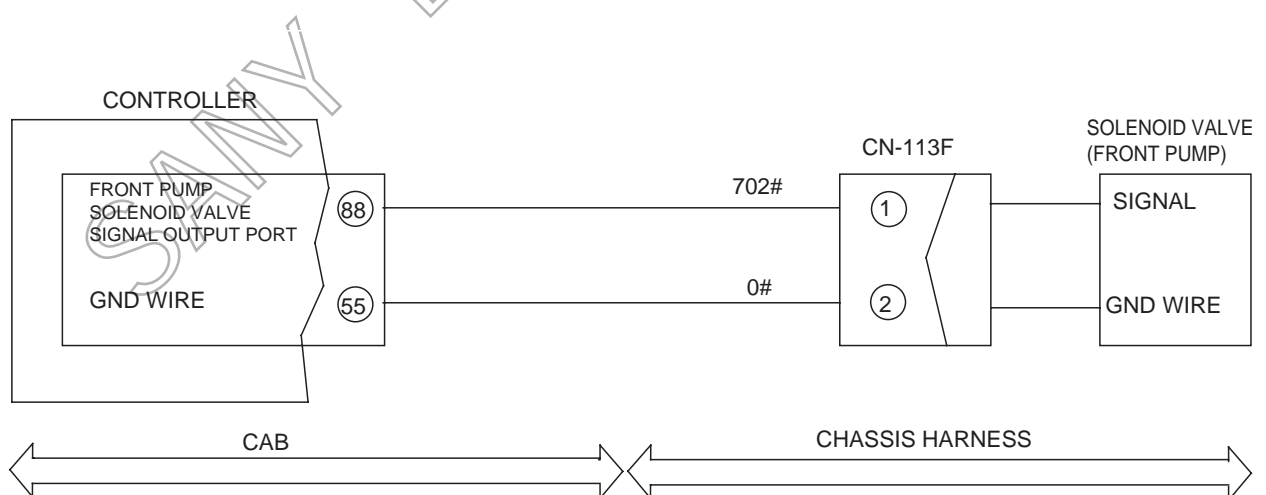 SANY
CONTROLLER
FRONT PUMP
SOLENOID VALVE
SIGNAL OUTPUT PORT
88
GND WIRE
55
702#
0#
CN-113F
1
2
SOLENOID VALVE
(FRONT PUMP)
SIGNAL
GND WIRE
CAB
CHASSIS HARNESS